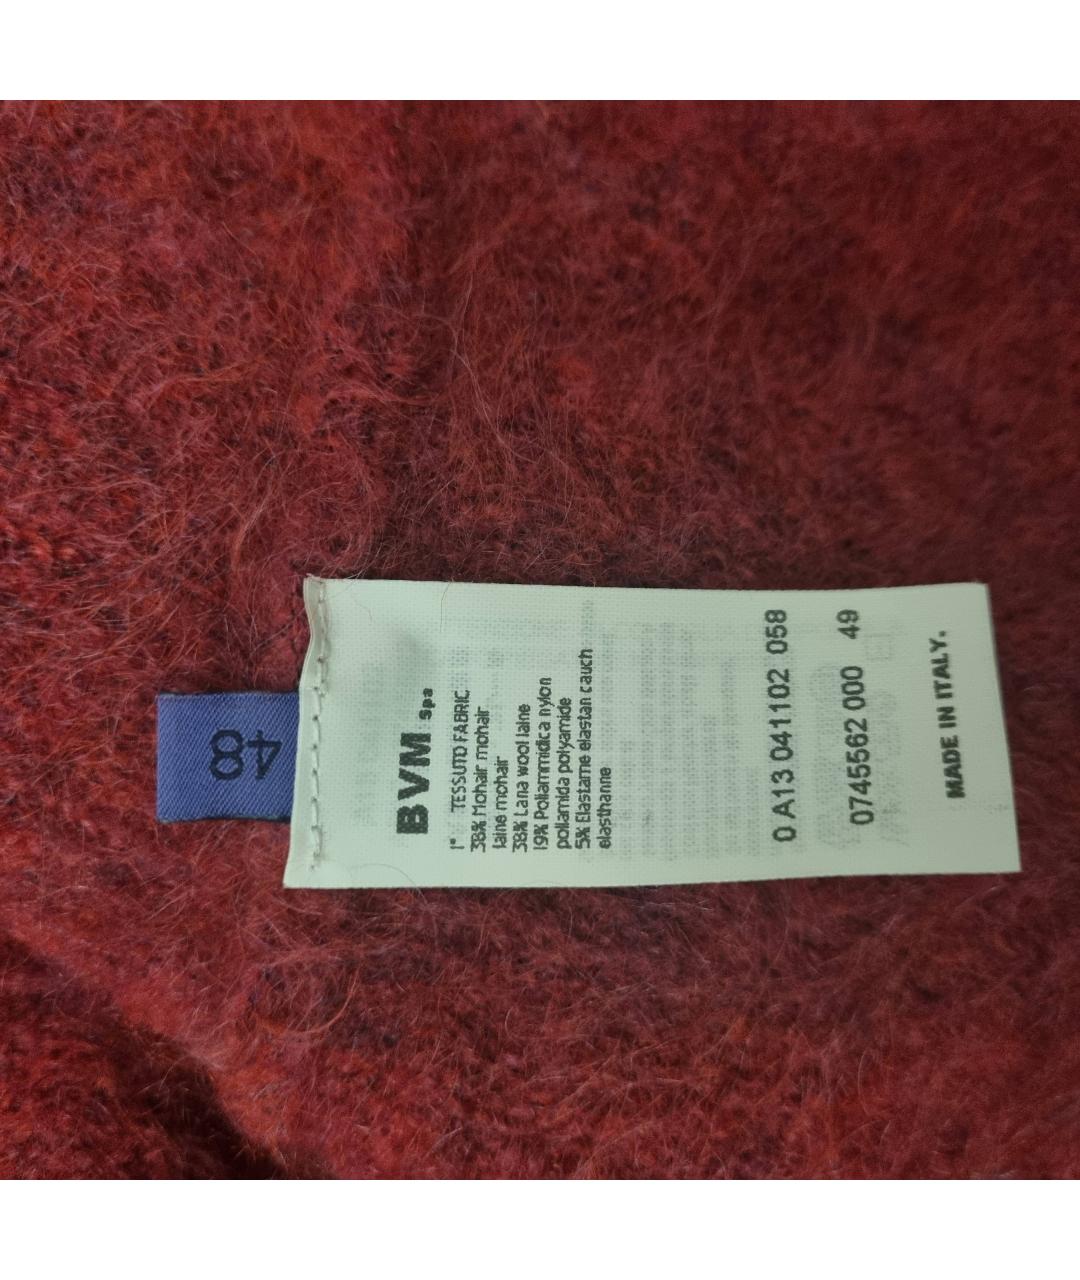 48
BVM spa
1° TESSUTO FABRIC
38% Mohair mohair
laine mohair
38% Lana wool laine
19% Poliammidica nylon
poliamida polyamide
5% Elastame elastan cauch
elasthanne
0 A13 041102 058
0745562 000 49
MADE IN ITALY.